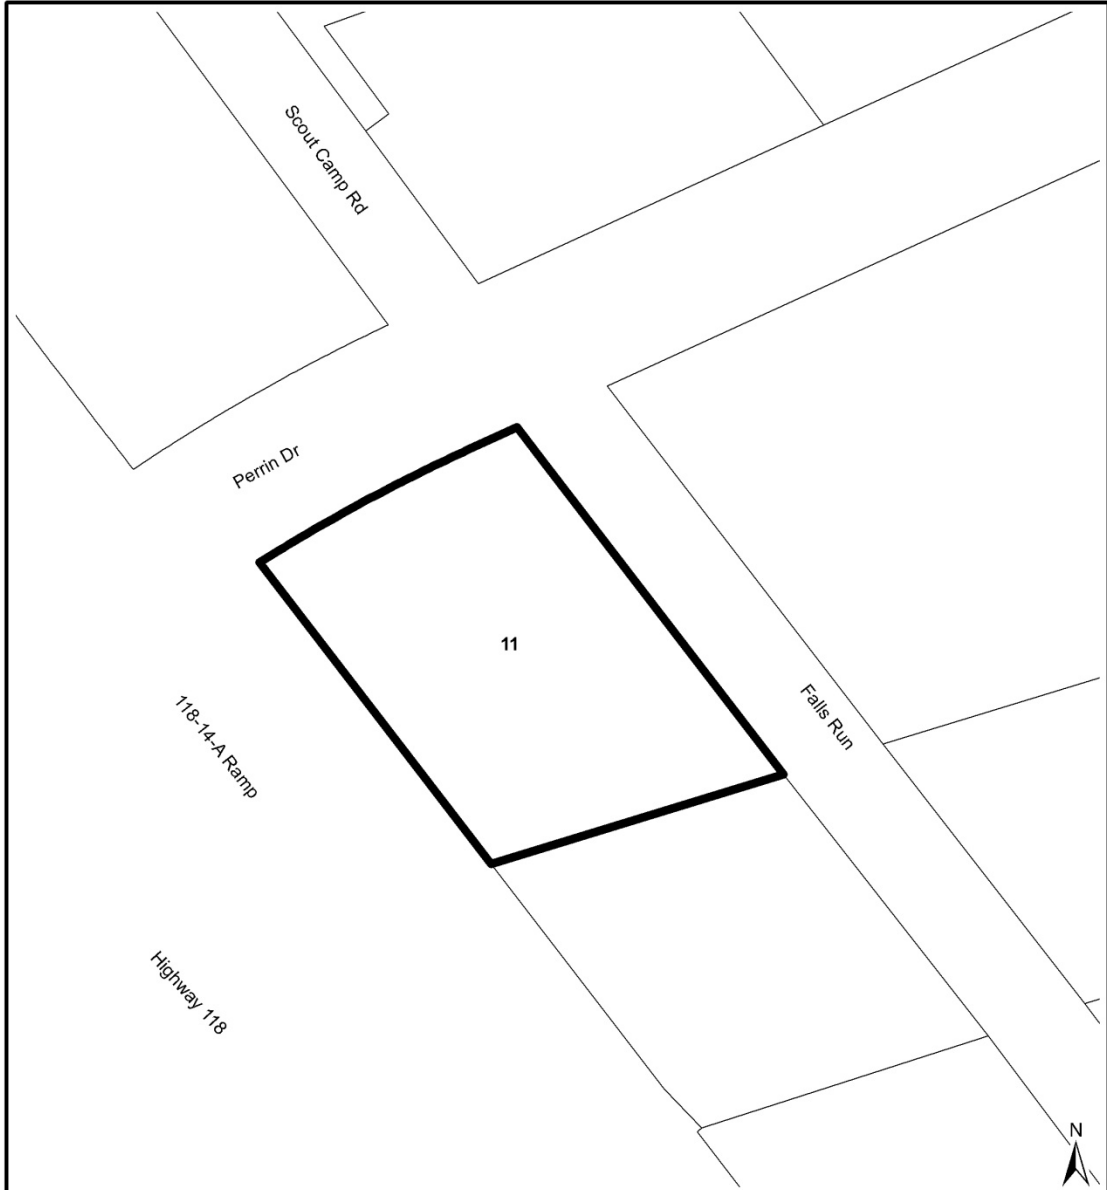 Scout Camp Rd
Perrin Dr
11
Falls Run
118-14-A Ramp
Highway 118
N